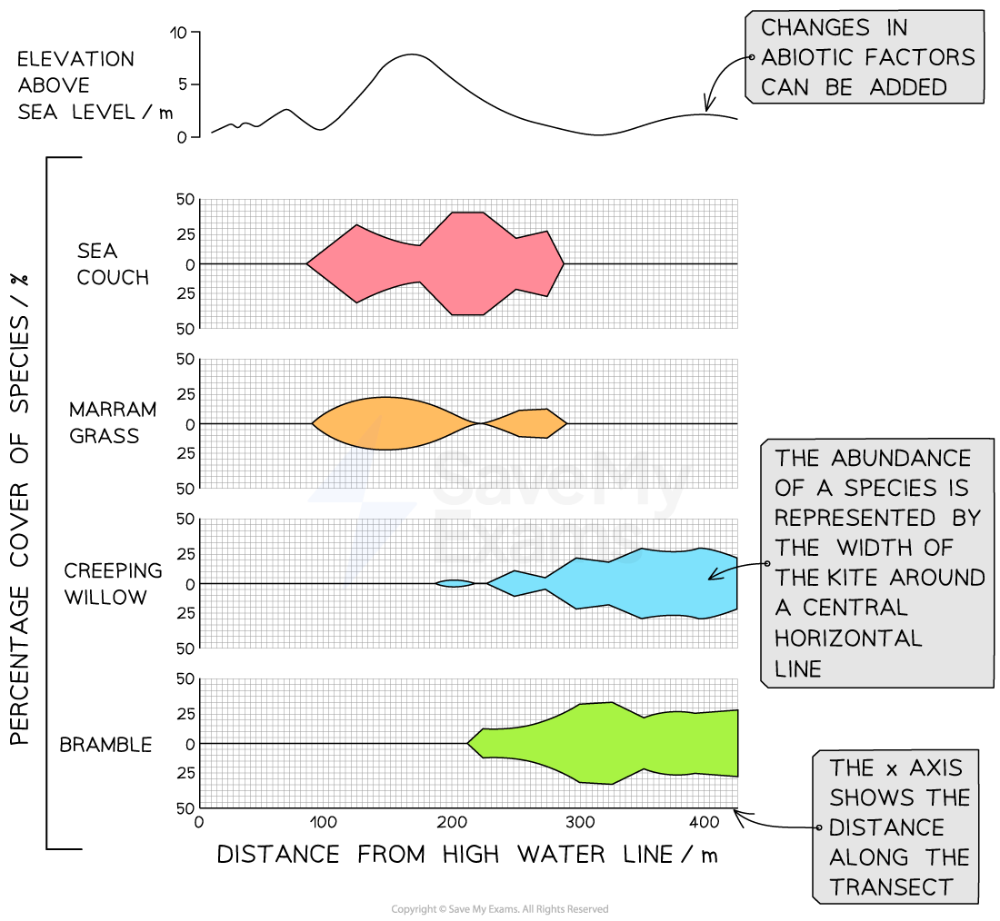 CHANGES IN
ABIOTIC FACTORS
CAN BE ADDED
10
5
0
ELEVATION
ABOVE
SEA LEVEL / m
PERCENTAGE COVER OF SPECIES / %
50
25
0
25
50
SEA
COUCH
50
25
0
25
50
MARRAM
GRASS
SaveMy
Exams
THE ABUNDANCE
OF A SPECIES IS
REPRESENTED BY
THE WIDTH OF
THE KITE AROUND
A CENTRAL
HORIZONTAL
LINE
50
25
0
25
50
CREEPING
WILLOW
50
25
0
25
50
BRAMBLE
THE x AXIS
SHOWS THE
DISTANCE
ALONG THE
TRANSECT
0 100 200 300 400
DISTANCE FROM HIGH WATER LINE / m
Copyright © Save My Exams. All Rights Reserved